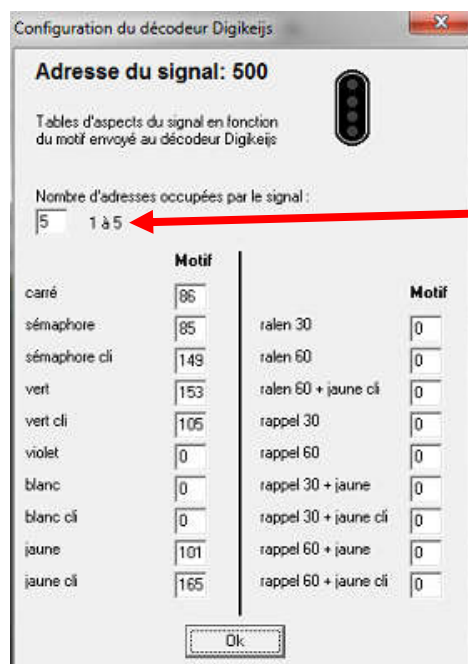 Configuration du décodeur Digikeijs
Adresse du signal: 500
Tables d'aspects du signal en fonction
du motif envoyé au décodeur Digikeijs
Nombre d'adresses occupées par le signal :
5 1 à 5
Motif
carré 86
sémaphore 85
sémaphore cli 149
vert 153
vert cli 105
violet 0
blanc 0
blanc cli 0
jaune 101
jaune cli 165
Motif
ralen 30 0
ralen 60 0
ralen 60 + jaune cli 0
rappel 30 0
rappel 60 0
rappel 30 + jaune 0
rappel 30 + jaune cli 0
rappel 60 + jaune 0
rappel 60 + jaune cli 0
Ok